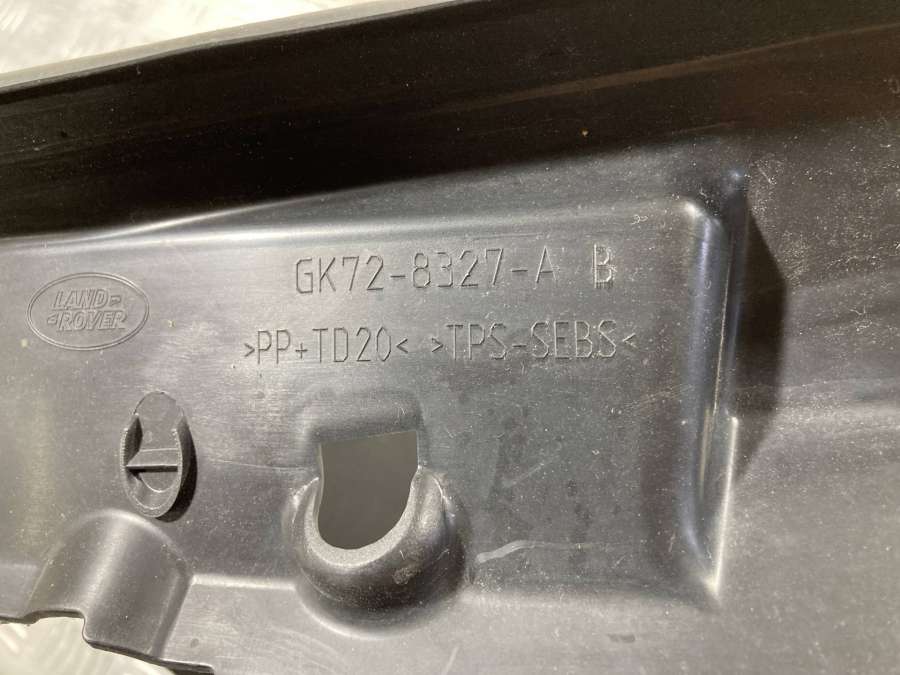 GK72-8327-A B
LAND
ROVER
>PP+TD20< >TPS-SEBS<